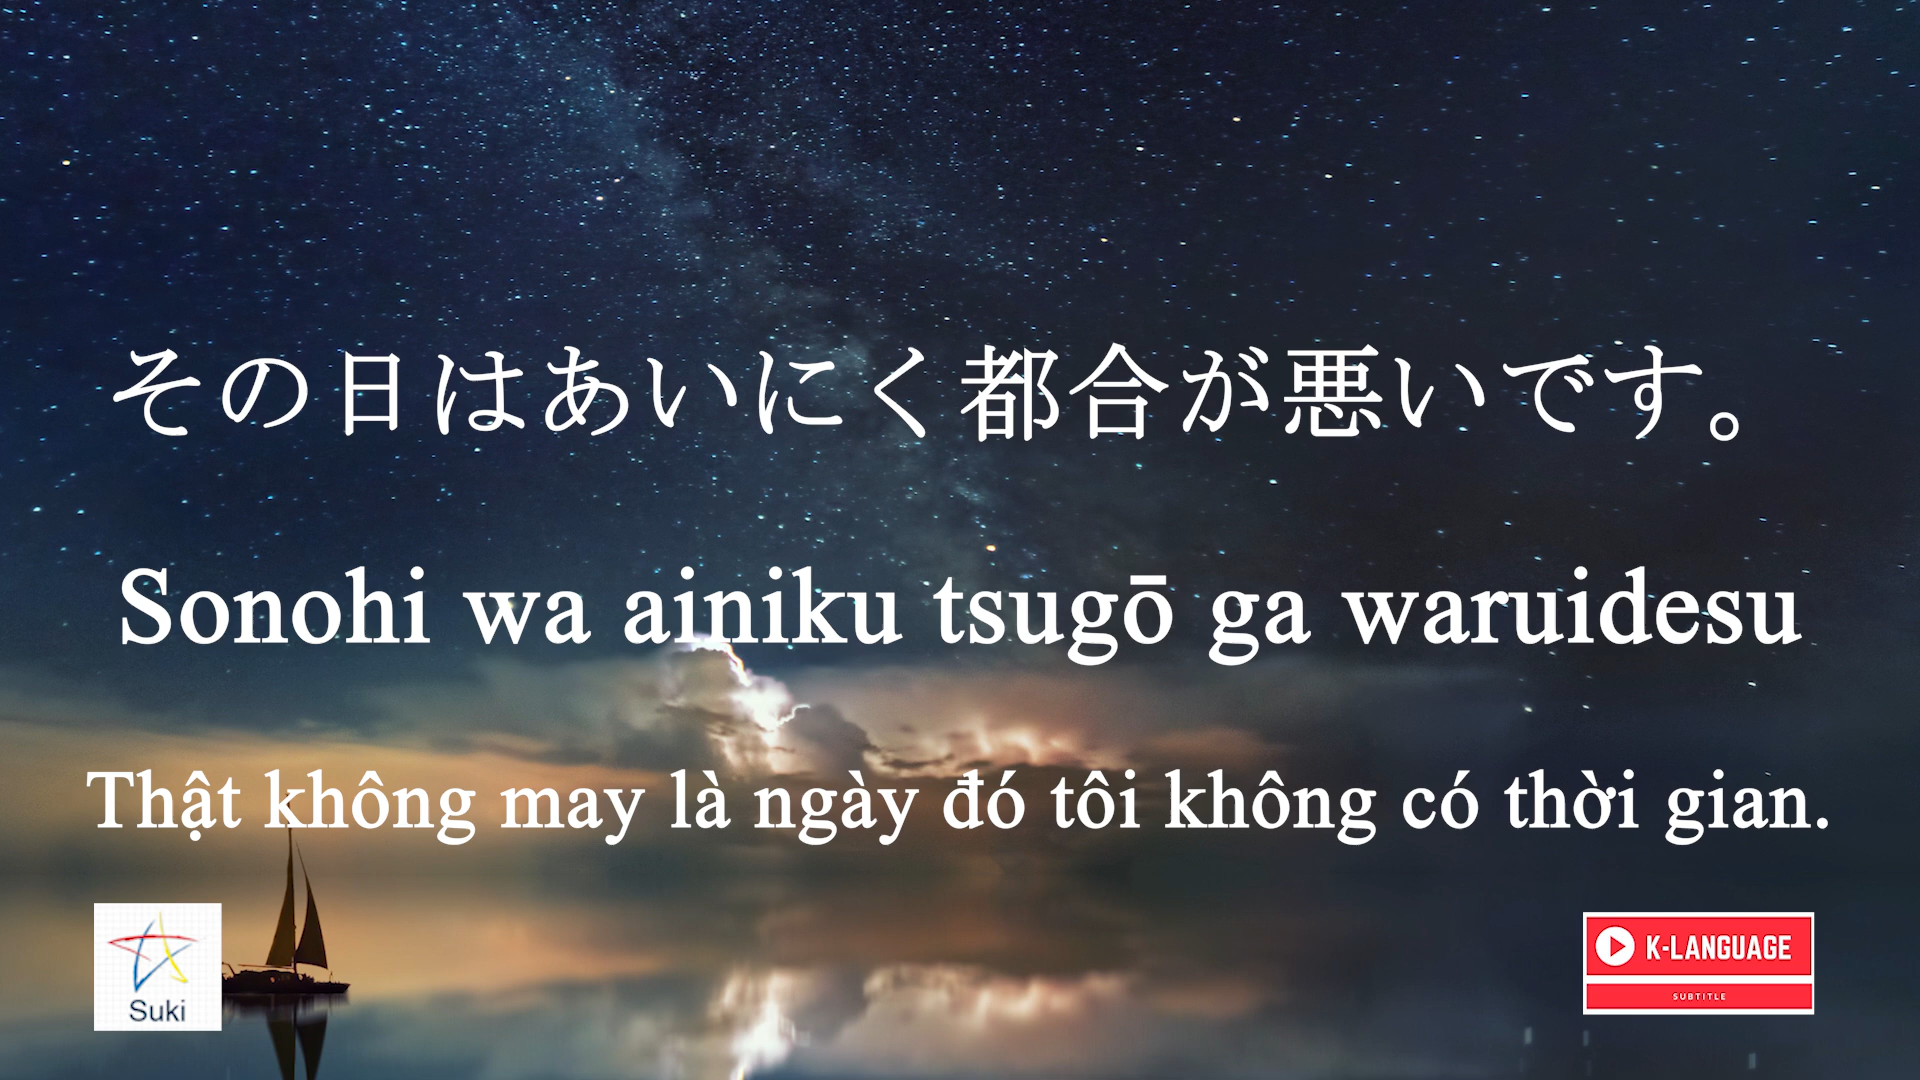 その日はあいにく都合が悪いです。
Sonohi wa ainiku tsugō ga waruidesu
Thật không may là ngày đó tôi không có thời gian.
Suki
K-LANGUAGE
SUBTITLE